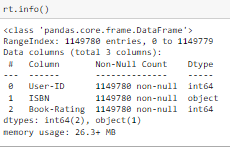 rt.info()
<class 'pandas.core.frame.DataFrame'>
RangeIndex: 1149780 entries, 0 to 1149779
Data columns (total 3 columns):
 #   Column       Non-Null Count    Dtype
---  ------       --------------    -----
 0   User-ID      1149780 non-null  int64
 1   ISBN         1149780 non-null  object
 2   Book-Rating  1149780 non-null  int64
dtypes: int64(2), object(1)
memory usage: 26.3+ MB